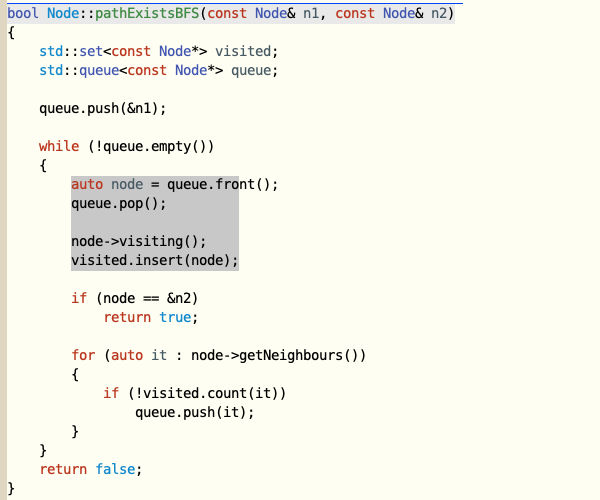 bool Node::pathExistsBFS(const Node& n1, const Node& n2)
{
    std::set<const Node*> visited;
    std::queue<const Node*> queue;

    queue.push(&n1);

    while (!queue.empty())
    {
        auto node = queue.front();
        queue.pop();

        node->visiting();
        visited.insert(node);

        if (node == &n2)
            return true;

        for (auto it : node->getNeighbours())
        {
            if (!visited.count(it))
                queue.push(it);
        }
    }
    return false;
}